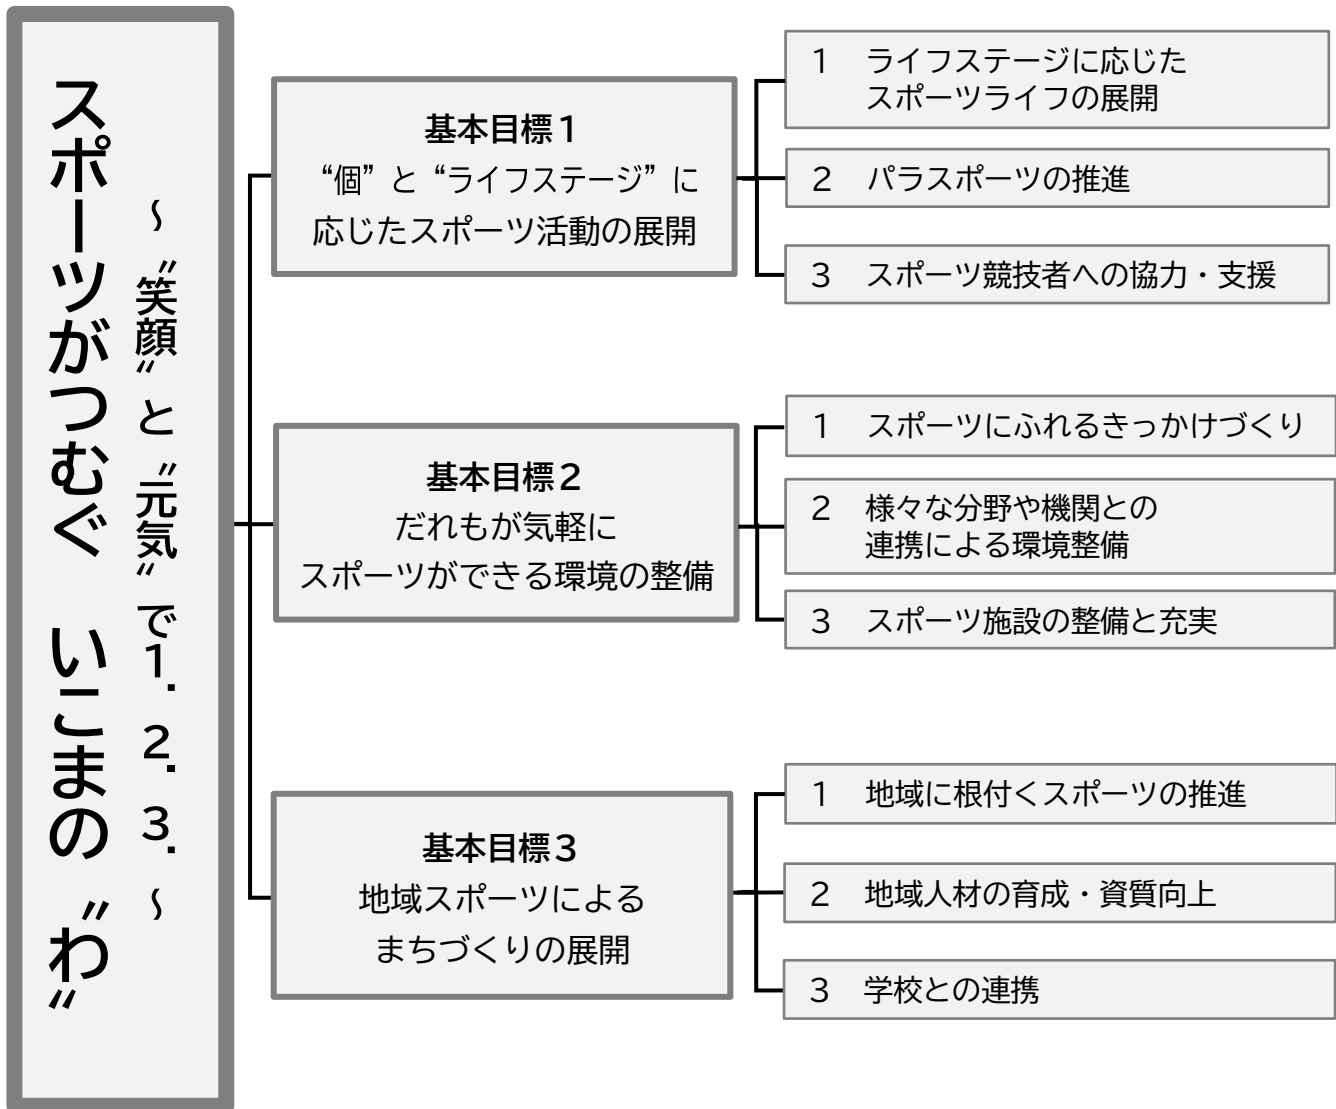 スポーツがつむぐ　いこまの〝わ〟
～〝笑顔〟と〝元気〟で１．２．３．～
基本目標１
“個”と“ライフステージ”に
応じたスポーツ活動の展開
１　ライフステージに応じた
スポーツライフの展開
２　パラスポーツの推進
３　スポーツ競技者への協力・支援
基本目標２
だれもが気軽に
スポーツができる環境の整備
１　スポーツにふれるきっかけづくり
２　様々な分野や機関との
連携による環境整備
３　スポーツ施設の整備と充実
基本目標３
地域スポーツによる
まちづくりの展開
１　地域に根付くスポーツの推進
２　地域人材の育成・資質向上
３　学校との連携